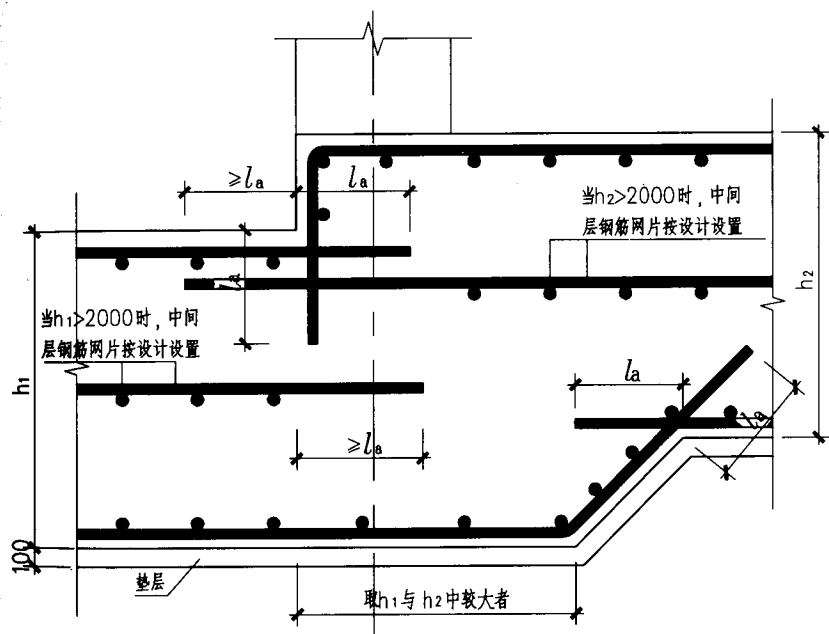 ≥la
la
当h2>2000时，中间
层钢筋网片按设计设置
la
h2
当h1>2000时，中间
层钢筋网片按设计设置
h1
la
la
≥la
100
垫层
取h1与h2中较大者